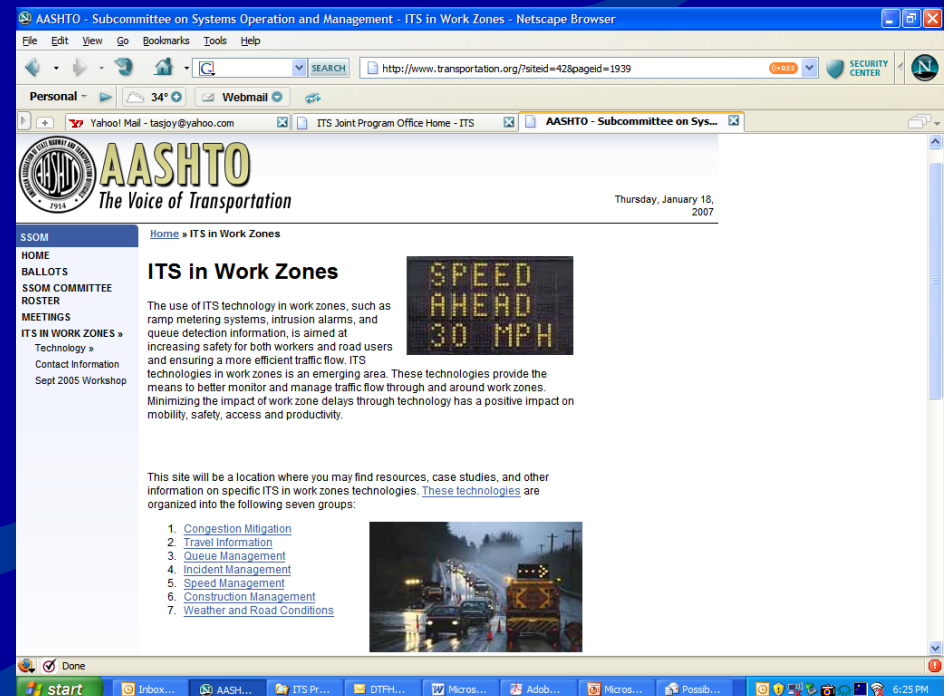 AASHTO - Subcommittee on Systems Operation and Management - ITS in Work Zones - Netscape Browser
File Edit View Go Bookmarks Tools Help
SEARCH http://www.transportation.org/?siteid=42&pageid=1939 RSS SECURITY CENTER N
Personal 34° Webmail
Yahoo! Mail - tasjoy@yahoo.com ITS Joint Program Office Home - ITS AASHTO - Subcommittee on Sys...
AMERICAN ASSOCIATION OF STATE HIGHWAY AND TRANSPORTATION OFFICIALS
1914
AASHTO
The Voice of Transportation
Thursday, January 18,
2007
SSOM
HOME
BALLOTS
SSOM COMMITTEE
ROSTER
MEETINGS
ITS IN WORK ZONES »
Technology »
Contact Information
Sept 2005 Workshop
Home » ITS in Work Zones
ITS in Work Zones
SPEED
AHEAD
30 MPH
The use of ITS technology in work zones, such as
ramp metering systems, intrusion alarms, and
queue detection information, is aimed at
increasing safety for both workers and road users
and ensuring a more efficient traffic flow. ITS
technologies in work zones is an emerging area. These technologies provide the
means to better monitor and manage traffic flow through and around work zones.
Minimizing the impact of work zone delays through technology has a positive impact on
mobility, safety, access and productivity.
This site will be a location where you may find resources, case studies, and other
information on specific ITS in work zones technologies. These technologies are
organized into the following seven groups:
1. Congestion Mitigation
2. Travel Information
3. Queue Management
4. Incident Management
5. Speed Management
6. Construction Management
7. Weather and Road Conditions
Done
start Inbox... AASH... ITS Pr... DTFH... Micros... Adob... Micros... Possib... 6:25 PM